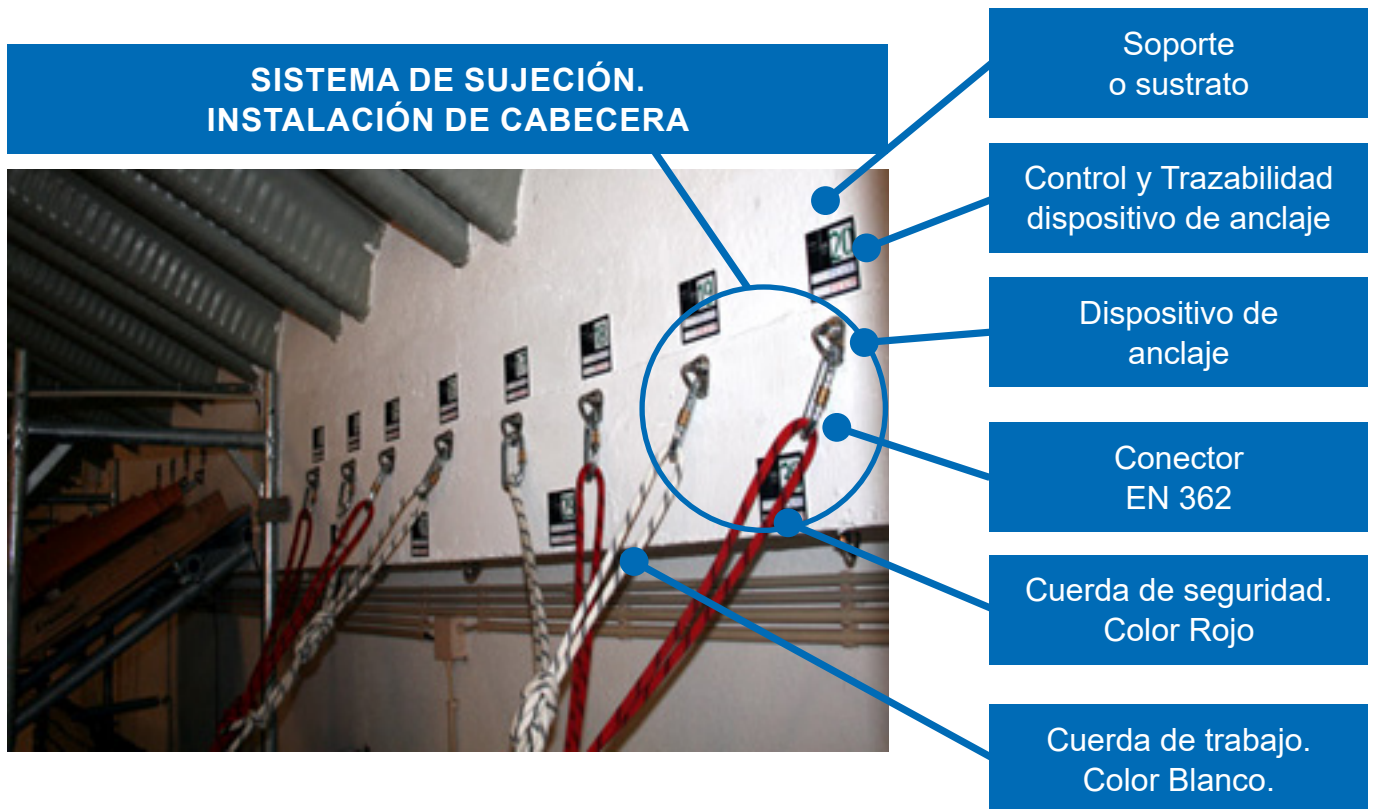 SISTEMA DE SUJECIÓN.
INSTALACIÓN DE CABECERA
Soporte
o sustrato
Control y Trazabilidad
dispositivo de anclaje
Dispositivo de
anclaje
Conector
EN 362
Cuerda de seguridad.
Color Rojo
Cuerda de trabajo.
Color Blanco.
20
19